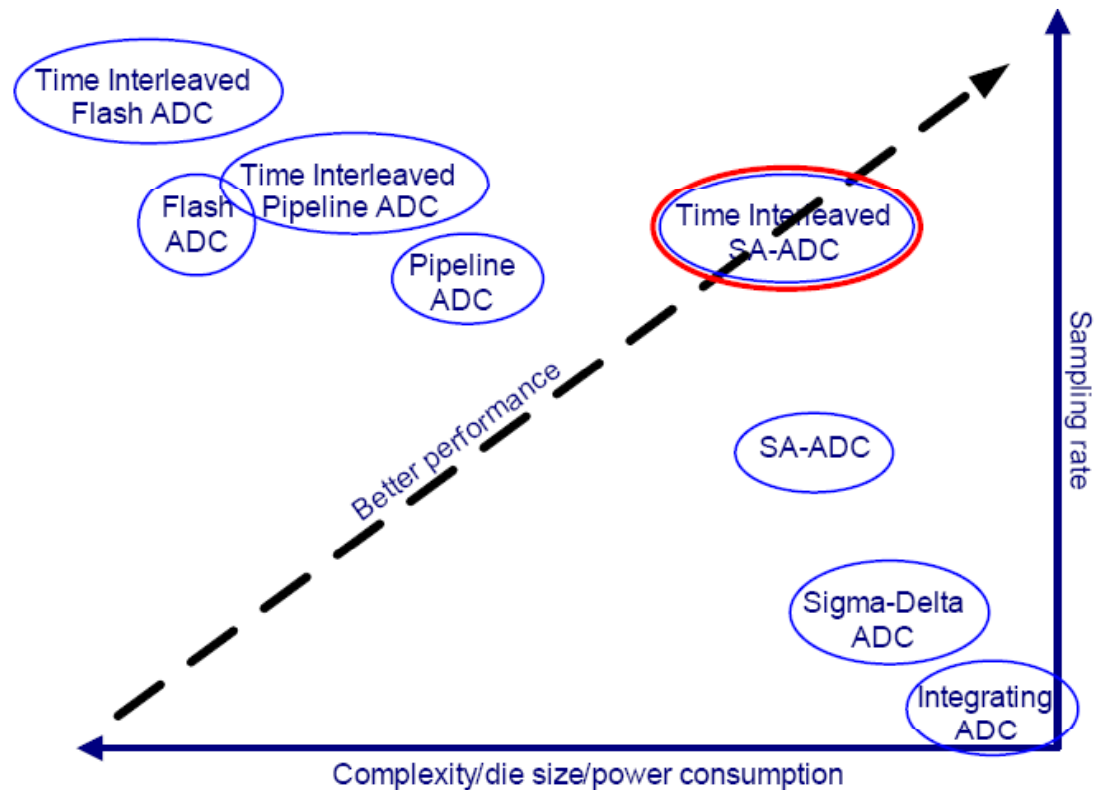 Time Interleaved
Flash ADC
Time Interleaved
Pipeline ADC
Flash
ADC
Pipeline
ADC
Time Interleaved
SA-ADC
Sampling rate
Better performance
SA-ADC
Sigma-Delta
ADC
Integrating
ADC
Complexity/die size/power consumption